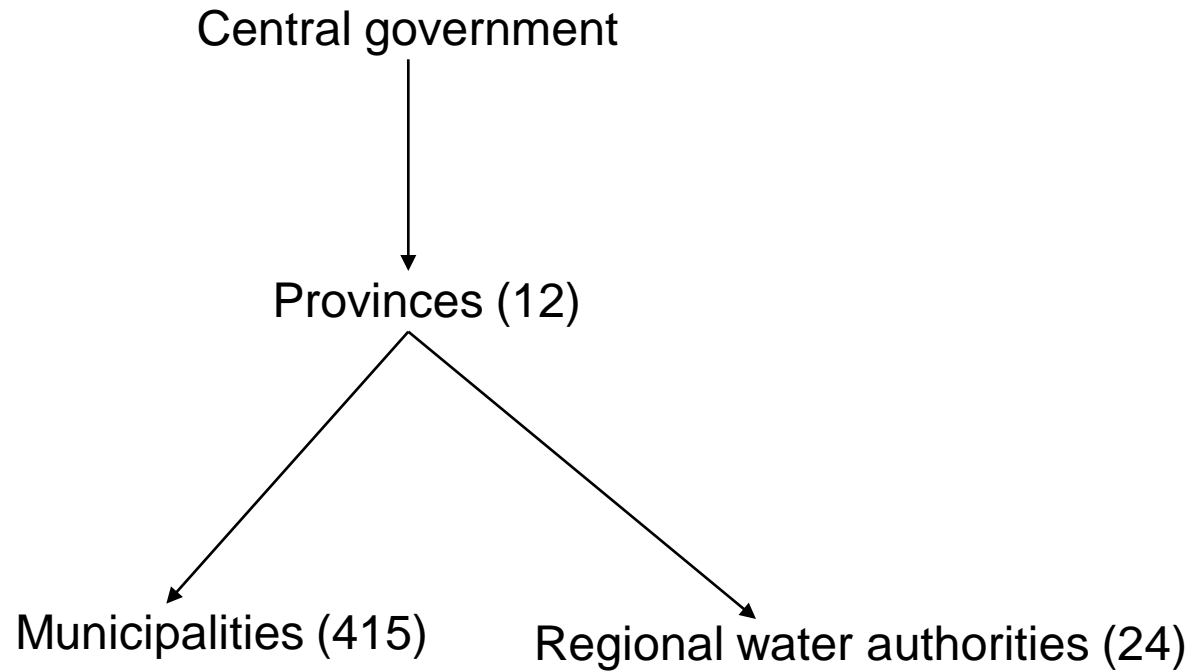 Central government
Provinces (12)
Municipalities (415)
Regional water authorities (24)